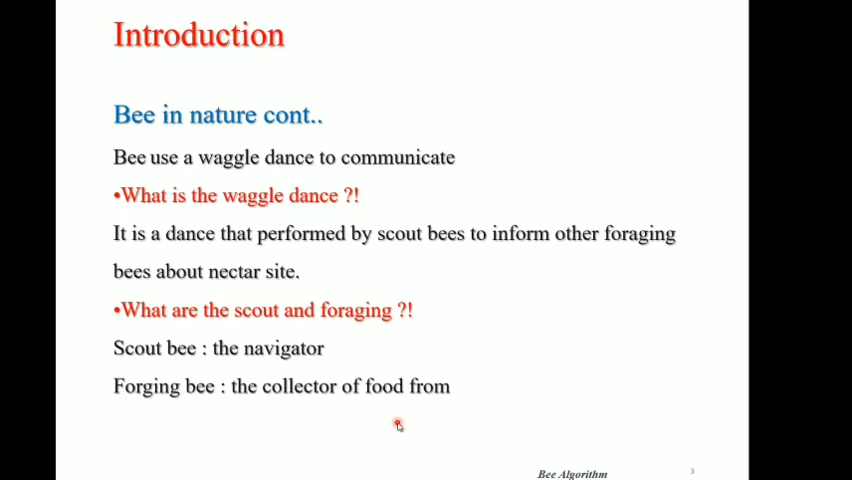 Introduction
Bee in nature cont..
Bee use a waggle dance to communicate
•What is the waggle dance ?!
It is a dance that performed by scout bees to inform other foraging
bees about nectar site.
•What are the scout and foraging ?!
Scout bee : the navigator
Forging bee : the collector of food from
Bee Algorithm
3